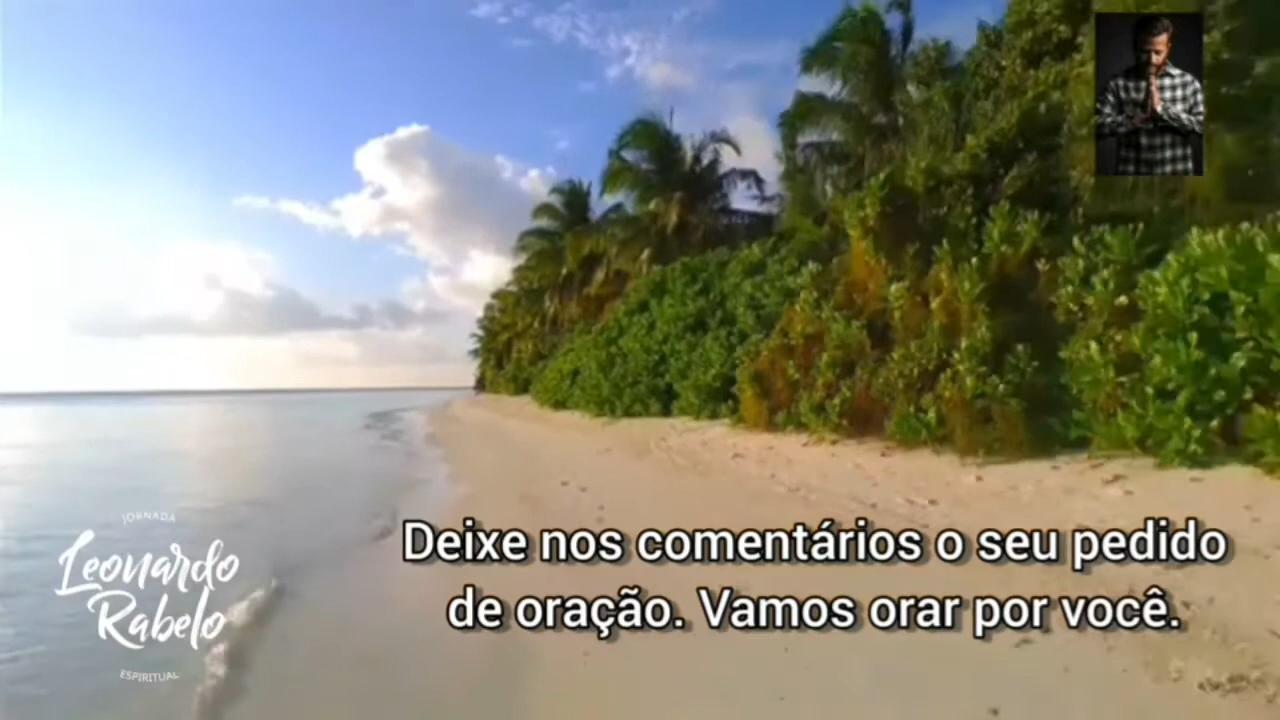 Deixe nos comentários o seu pedido
de oração. Vamos orar por você.
JORNADA
Leonardo
Rabelo
ESPIRITUAL